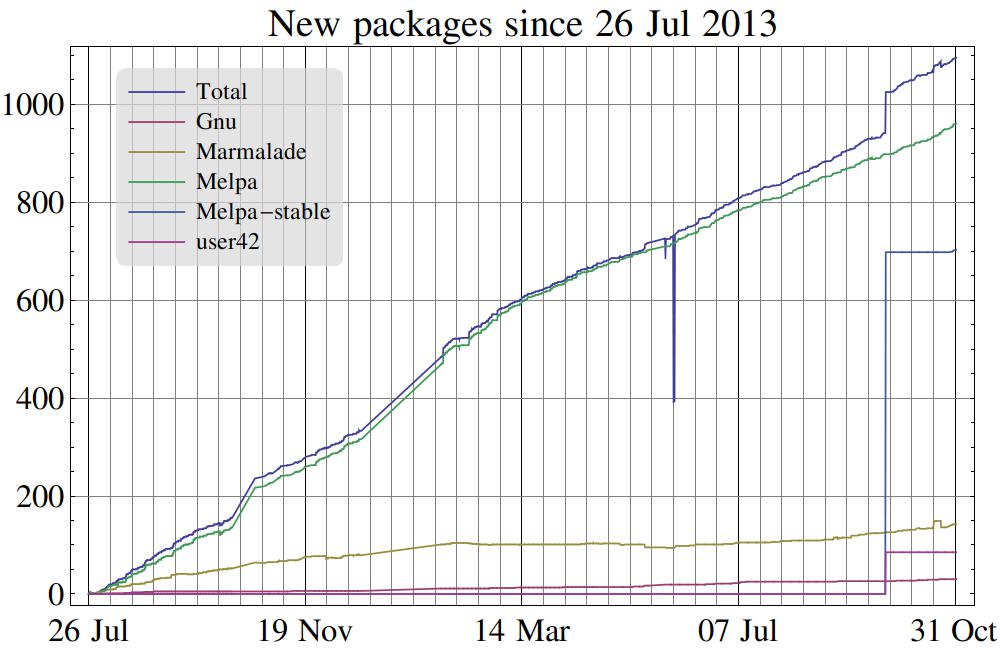 New packages since 26 Jul 2013
Total
Gnu
Marmalade
Melpa
Melpa-stable
user42
1000
800
600
400
200
0
26 Jul 19 Nov 14 Mar 07 Jul 31 Oct